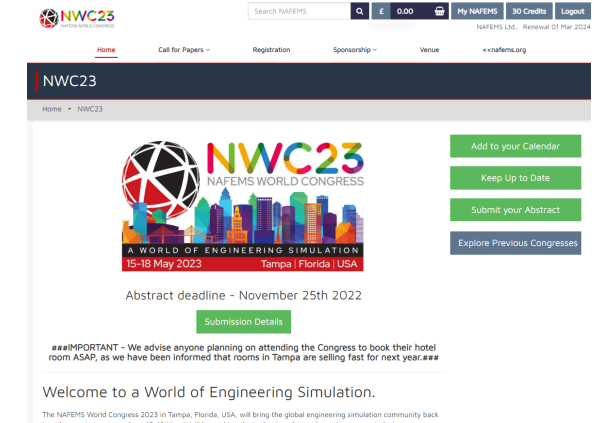 NWC23
NAFEMS WORLD CONGRESS
Search NAFEMS
£ 0.00
My NAFEMS
30 Credits
Logout
NAFEMS Ltd.. Renewal 01 Mar 2024
Home
Call for Papers
Registration
Sponsorship
Venue
<<nafems.org
NWC23
Home • NWC23
NWC23
NAFEMS WORLD CONGRESS
A WORLD OF ENGINEERING SIMULATION
15-18 May 2023 Tampa | Florida | USA
Add to your Calendar
Keep Up to Date
Submit your Abstract
Explore Previous Congresses
Abstract deadline - November 25th 2022
Submission Details
###IMPORTANT - We advise anyone planning on attending the Congress to book their hotel
room ASAP, as we have been informed that rooms in Tampa are selling fast for next year.###
Welcome to a World of Engineering Simulation.
The NAFEMS World Congress 2023 in Tampa, Florida, USA, will bring the global engineering simulation community back